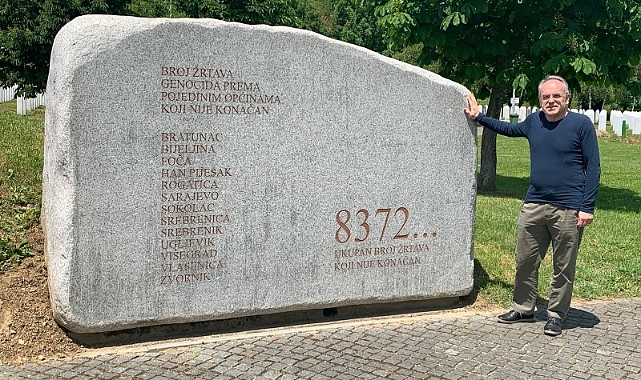 BROJ ŽRTAVA
GENOCIDA PREMA
POJEDINIM OPĆINAMA
KOJI NIJE KONAČAN
BRATUNAC
BIJELJINA
FOČA
HAN PIJESAK
ROGATICA
SARAJEVO
SOKOLAC
SREBRENICA
SREBRENIK
UGLJEVIK
VIŠEGRAD
VLASENICA
ZVORNIK
8372...
UKUPAN BROJ ŽRTAVA
KOJI NIJE KONAČAN